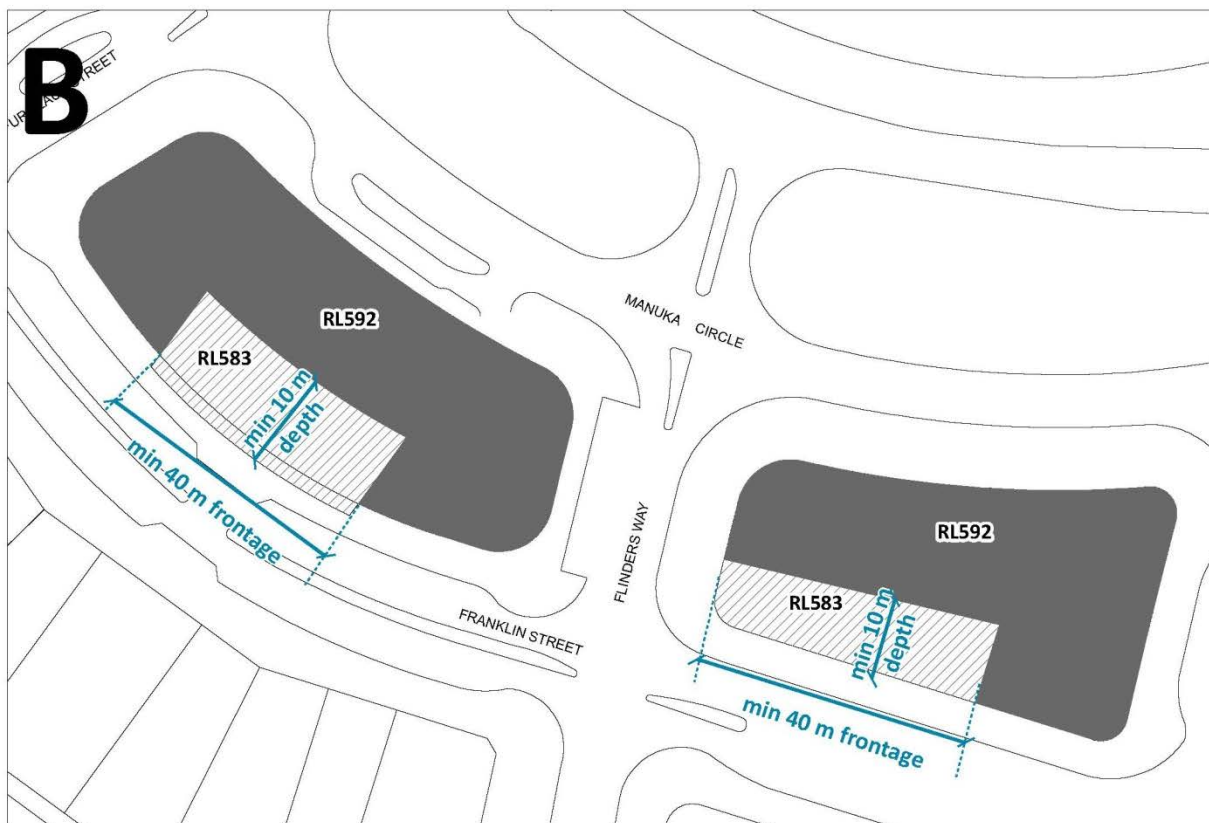 B
STREET
RL592
RL583
min 10 m
depth
min 40 m frontage
MANUKA CIRCLE
FLINDERS WAY
FRANKLIN STREET
RL592
RL583
min 10 m
depth
min 40 m frontage